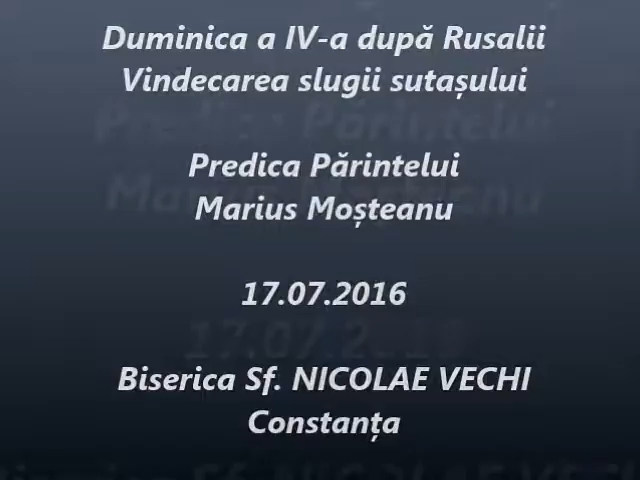 Duminica a IV-a după Rusalii
Vindecarea slugii sutașului
Predica Părintelui
Marius Moșteanu
17.07.2016
Biserica Sf. NICOLAE VECHI
Constanța